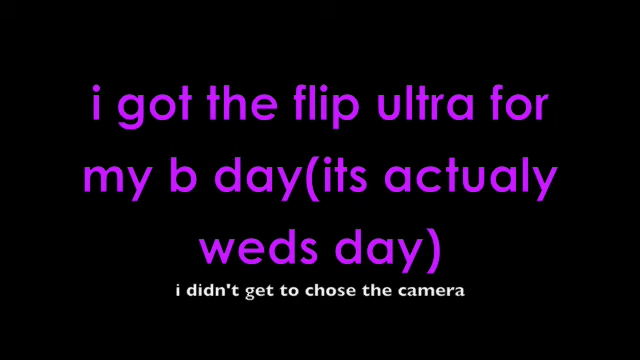 i got the flip ultra for
my b day(its actualy
weds day)
i didn't get to chose the camera